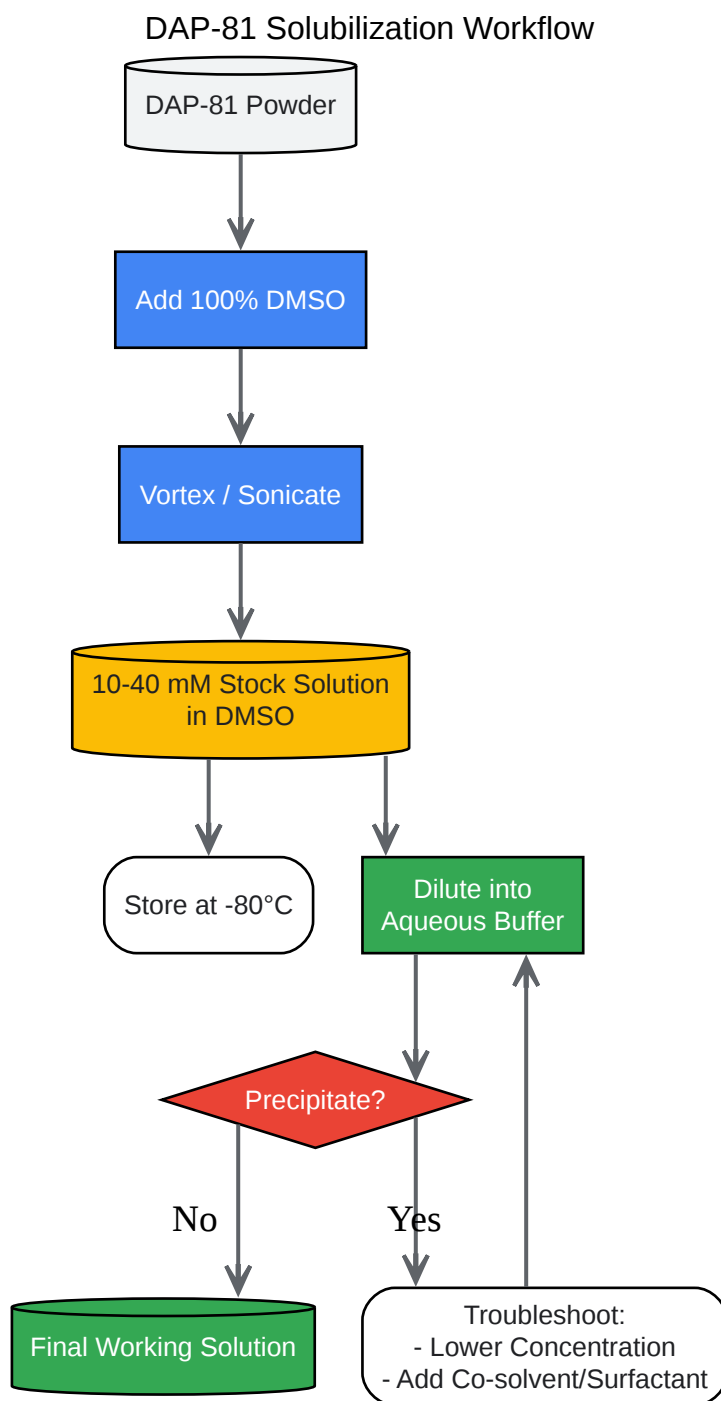 DAP-81 Solubilization Workflow
DAP-81 Powder
Add 100% DMSO
Vortex / Sonicate
10-40 mM Stock Solution
in DMSO
Store at -80°C
Dilute into
Aqueous Buffer
Precipitate?
No
Yes
Final Working Solution
Troubleshoot:
- Lower Concentration
- Add Co-solvent/Surfactant